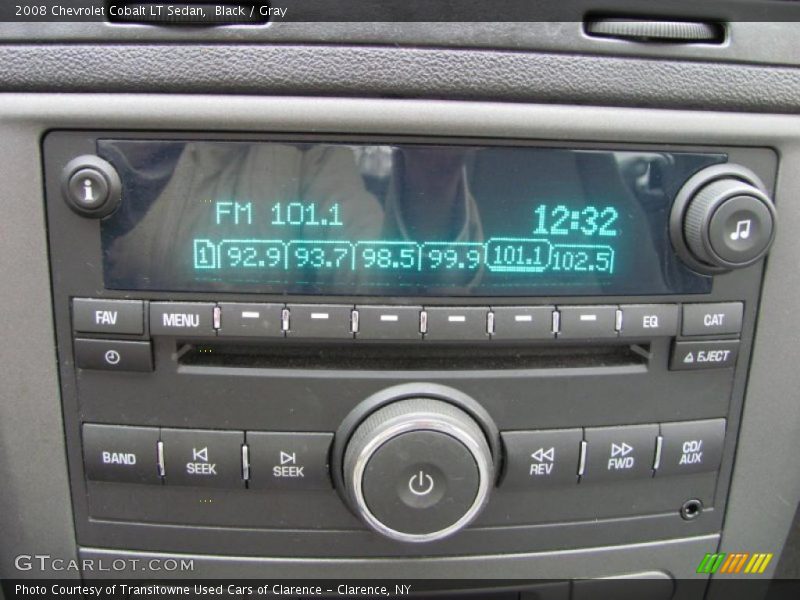 2008 Chevrolet Cobalt LT Sedan, Black / Gray
i
FM 101.1 12:32
1 92.9 93.7 98.5 99.9 101.1 102.5
FAV MENU EQ CAT
EJECT
BAND SEEK SEEK REV FWD CD/AUX
GTcarlot.com
Photo Courtesy of Transitowne Used Cars of Clarence - Clarence, NY